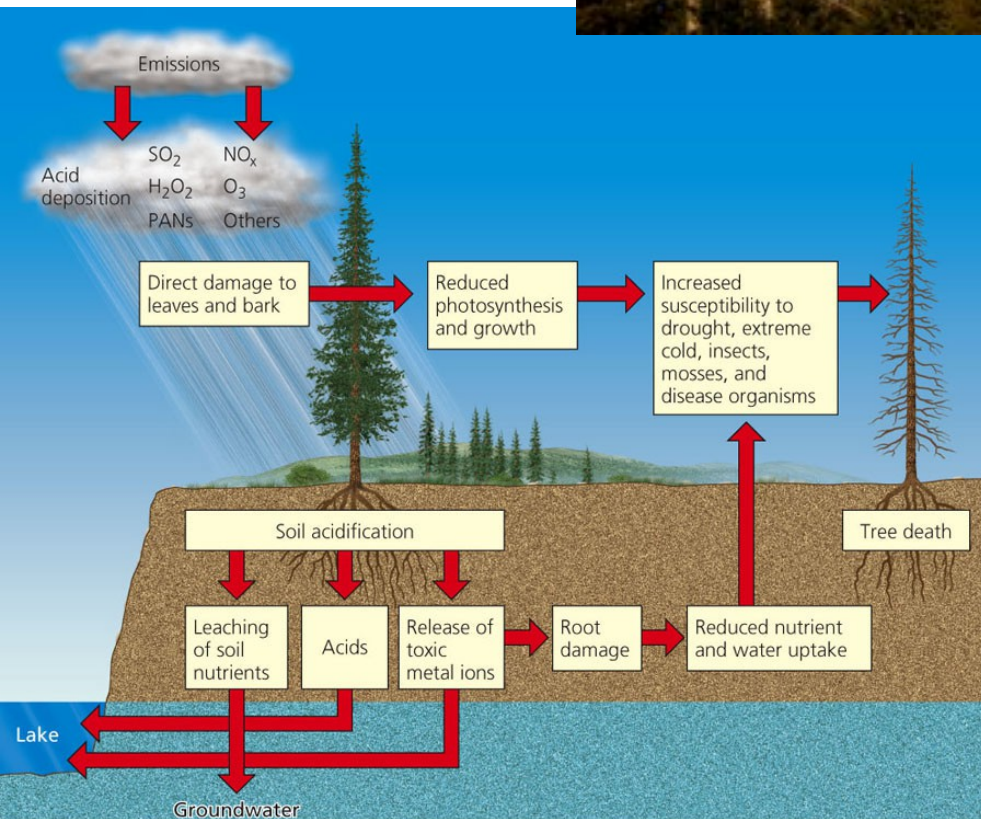 Emissions
SO₂ NOₓ
Acid
deposition
H₂O₂ O₃
PANs Others
Direct damage to
leaves and bark
Reduced
photosynthesis
and growth
Increased
susceptibility to
drought, extreme
cold, insects,
mosses, and
disease organisms
Soil acidification
Tree death
Leaching
of soil
nutrients
Acids
Release of
toxic
metal ions
Root
damage
Reduced nutrient
and water uptake
Lake
Groundwater